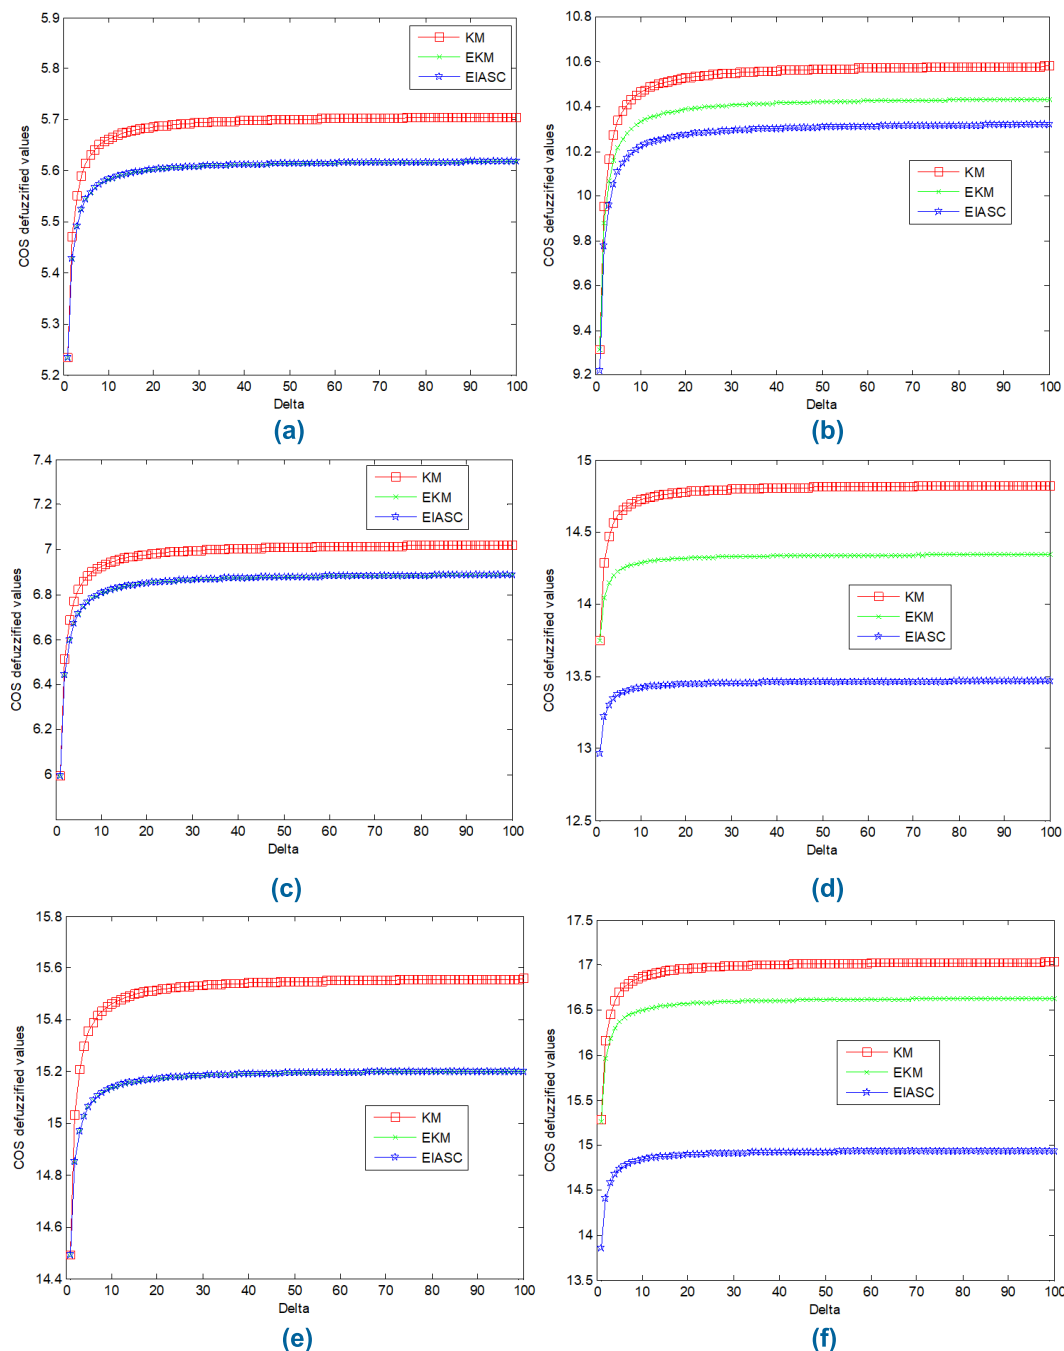 5.9
5.8
5.7
5.6
5.5
5.4
5.3
5.2
COS defuzzified values
KM
EKM
EIASC
0 10 20 30 40 50 60 70 80 90 100
Delta
(a)
10.8
10.6
10.4
10.2
10
9.8
9.6
9.4
9.2
COS defuzzified values
KM
EKM
EIASC
0 10 20 30 40 50 60 70 80 90 100
Delta
(b)
7.4
7.2
7
6.8
6.6
6.4
6.2
6
COS defuzzified values
KM
EKM
EIASC
0 10 20 30 40 50 60 70 80 90 100
Delta
(c)
15
14.5
14
13.5
13
12.5
COS defuzzified values
KM
EKM
EIASC
0 10 20 30 40 50 60 70 80 90 100
Delta
(d)
15.8
15.6
15.4
15.2
15
14.8
14.6
14.4
COS defuzzified values
KM
EKM
EIASC
0 10 20 30 40 50 60 70 80 90 100
Delta
(e)
17.5
17
16.5
16
15.5
15
14.5
14
13.5
COS defuzzified values
KM
EKM
EIASC
0 10 20 30 40 50 60 70 80 90 100
Delta
(f)